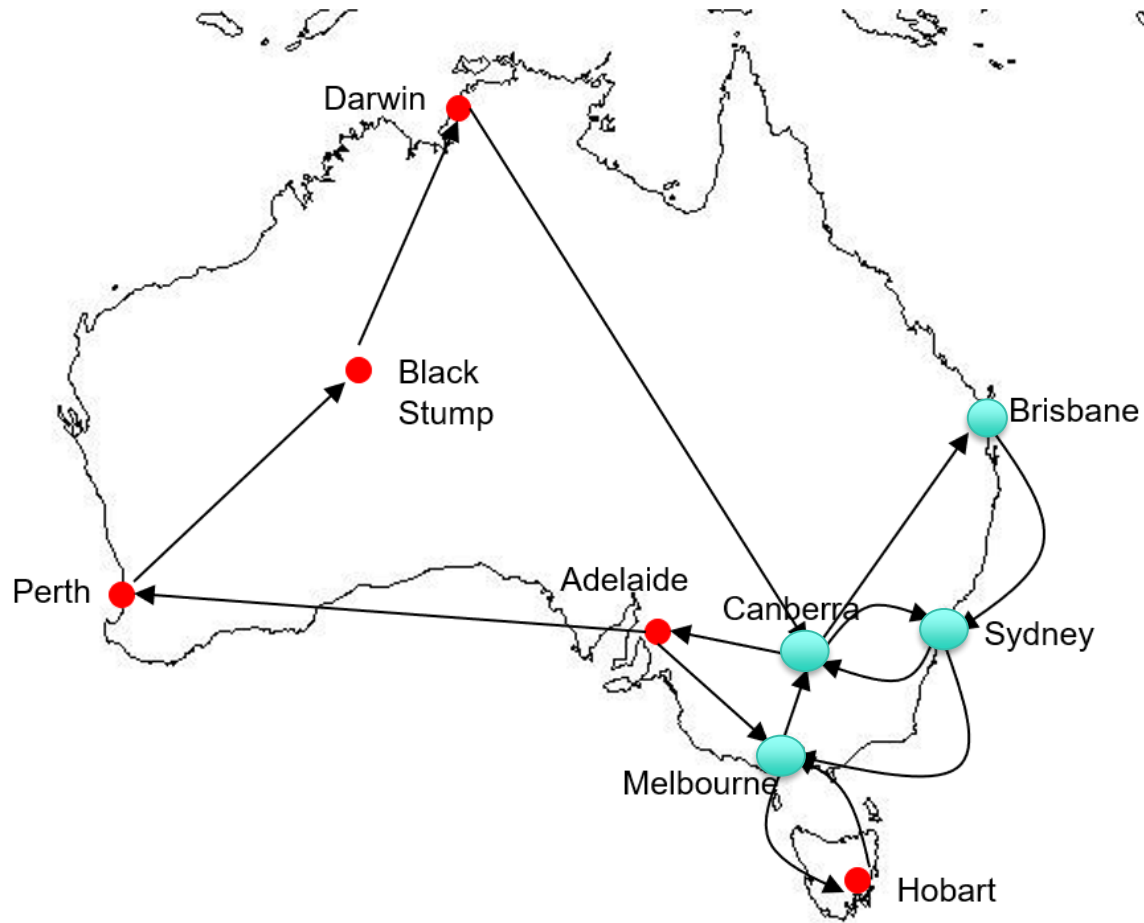 Darwin
Black
Stump
Brisbane
Adelaide
Perth
Canberra
Sydney
Melbourne
Hobart